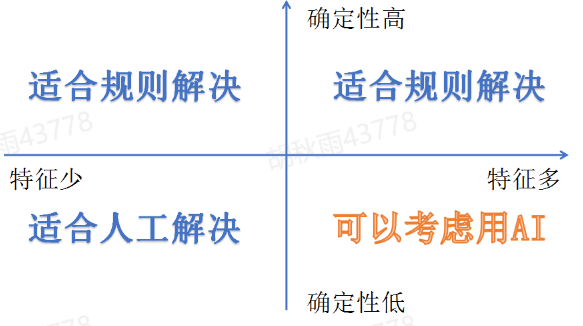 确定性高
适合规则解决
适合规则解决
雨43778
胡秋雨43778
特征少
特征多
适合人工解决
可以考虑用AI
确定性低